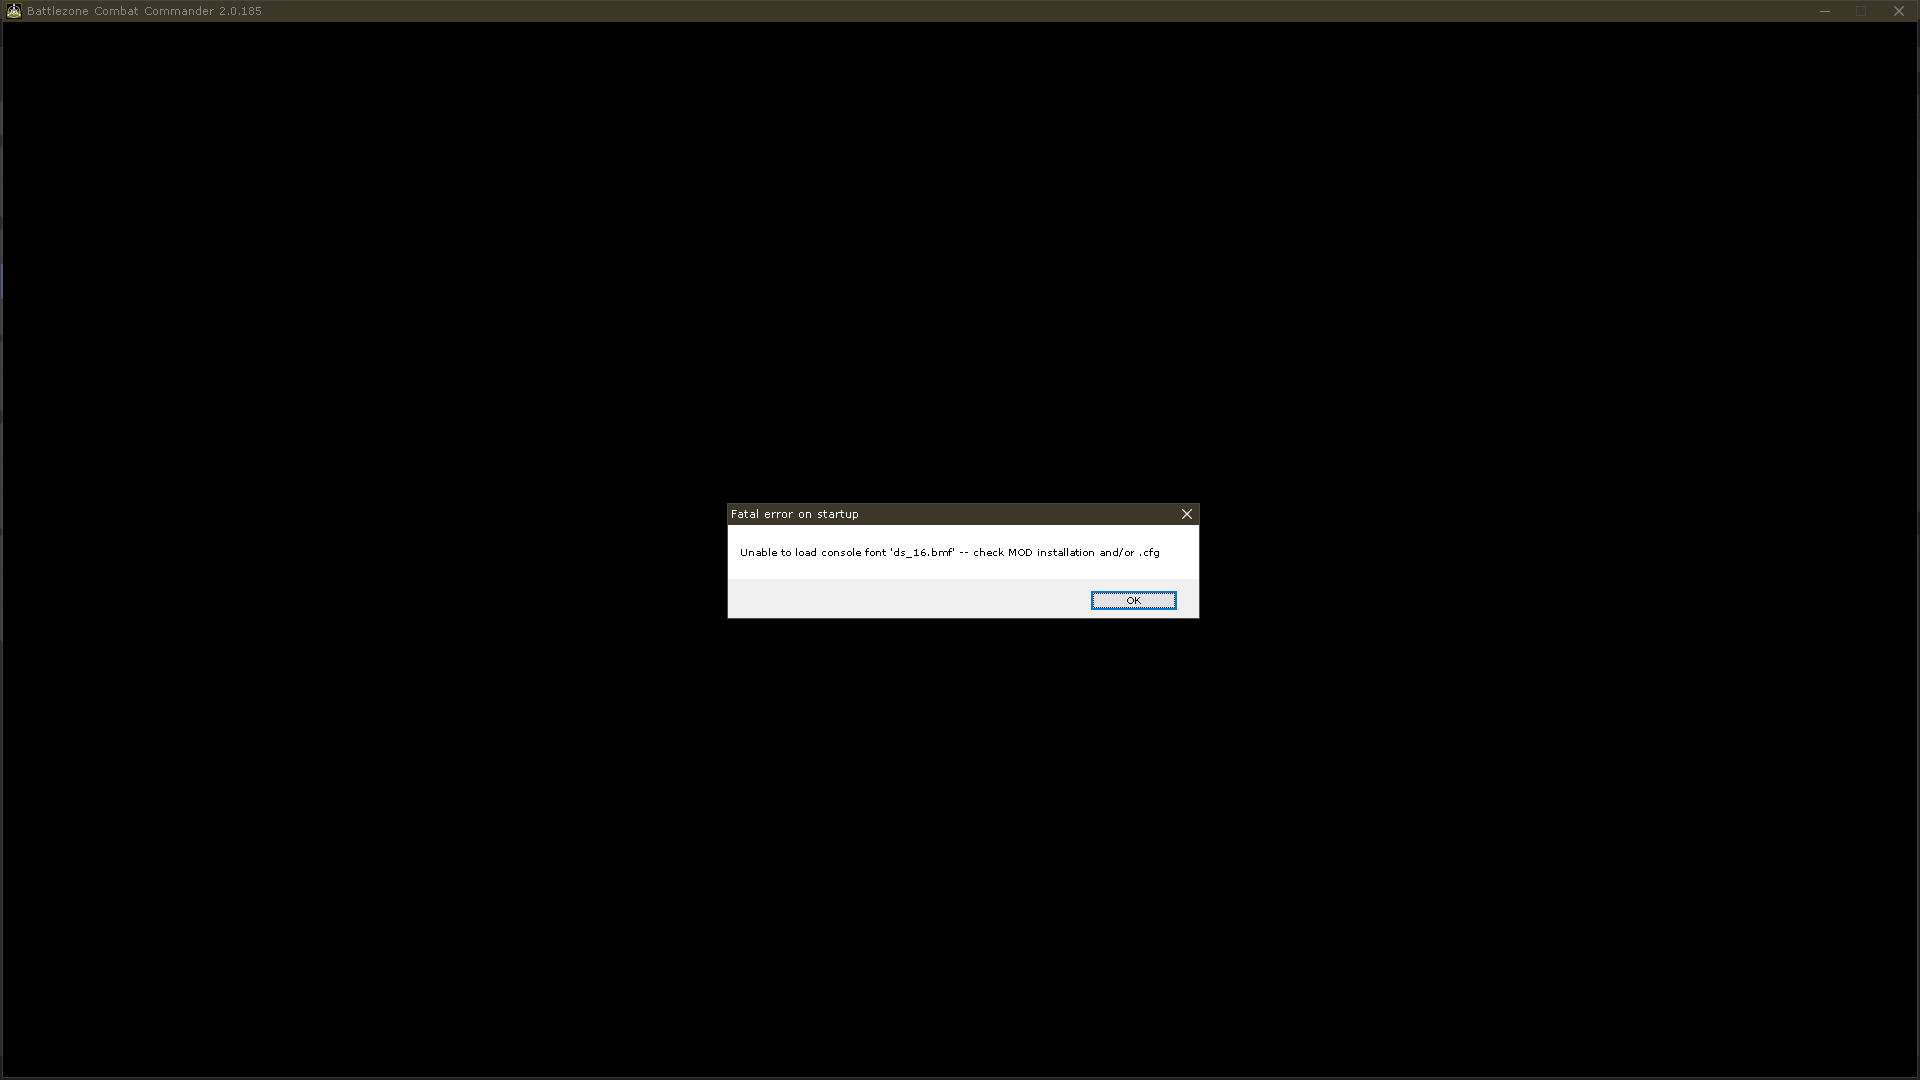 Battlezone Combat Commander 2.0.185
Fatal error on startup
Unable to load console font 'ds_16.bmf' -- check MOD installation and/or .cfg
OK